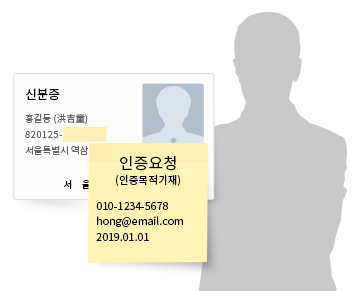 신분증
홍길동 (洪吉童)
820125-
서울특별시 역삼
서 울
인증요청
(인증목적기재)
010-1234-5678
hong@email.com
2019.01.01